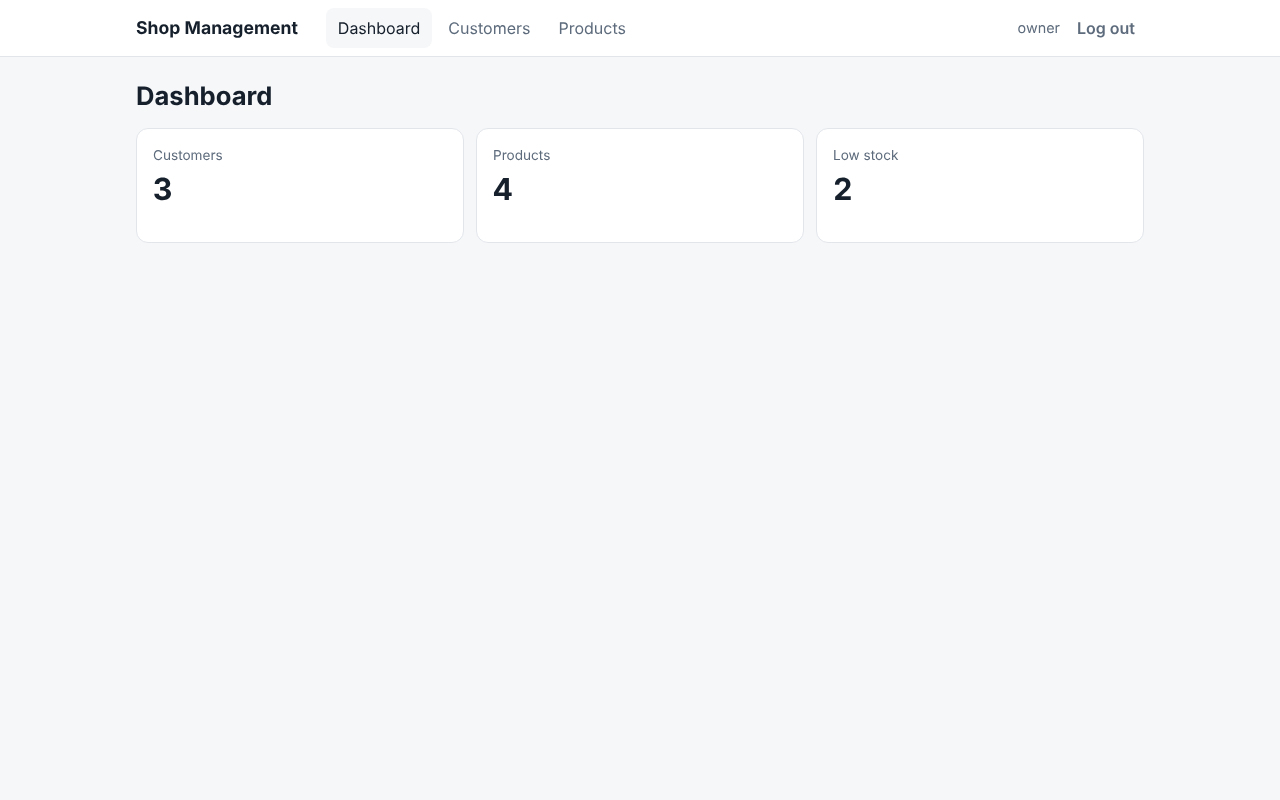 Shop Management Dashboard Customers Products owner Log out
Dashboard
Customers
3
Products
4
Low stock
2